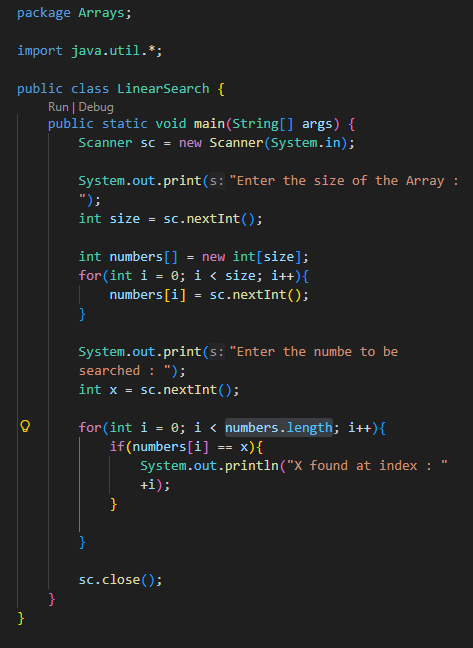 package Arrays;
import java.util.*;
public class LinearSearch {
Run | Debug
public static void main(String[] args) {
Scanner sc = new Scanner(System.in);
System.out.print(s: "Enter the size of the Array :
");
int size = sc.nextInt();
int numbers[] = new int[size];
for(int i = 0; i < size; i++){
numbers[i] = sc.nextInt();
}
System.out.print(s: "Enter the numbe to be
searched : ");
int x = sc.nextInt();
for(int i = 0; i < numbers.length; i++){
if(numbers[i] == x){
System.out.println("X found at index : "
+i);
}
}
sc.close();
}
}